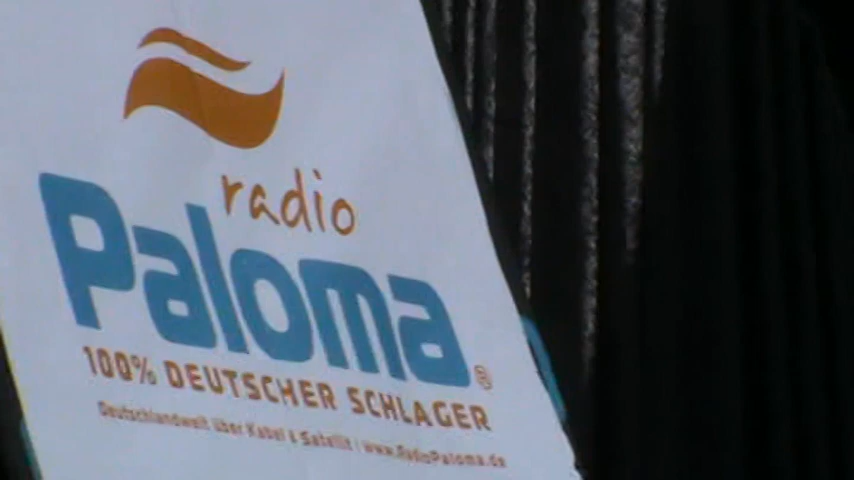 radio
Paloma®
100% DEUTSCHER SCHLAGER
Deutschlandweit über Kabel & Satellit | www.RadioPaloma.de